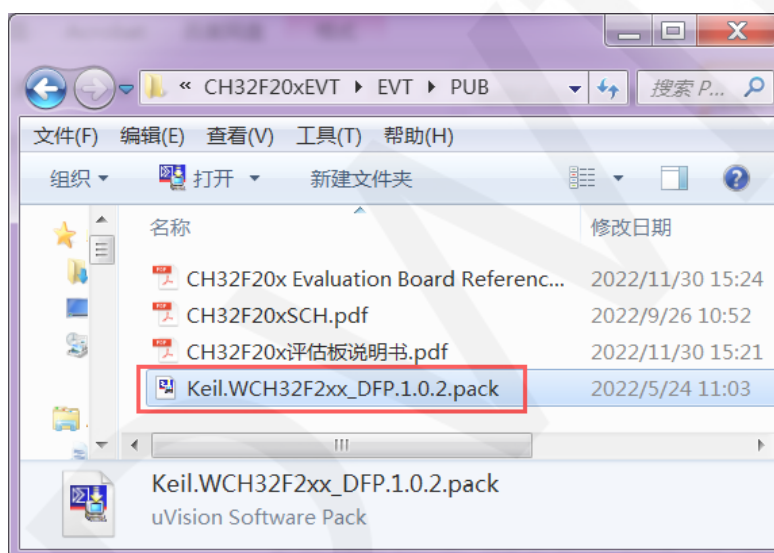 « CH32F20xEVT ▸ EVT ▸ PUB
搜索 P...
文件(F) 编辑(E) 查看(V) 工具(T) 帮助(H)
组织 打开 新建文件夹
名称 修改日期
CH32F20x Evaluation Board Referenc... 2022/11/30 15:24
CH32F20xSCH.pdf 2022/9/26 10:52
CH32F20x评估板说明书.pdf 2022/11/30 15:21
Keil.WCH32F2xx_DFP.1.0.2.pack 2022/5/24 11:03
Keil.WCH32F2xx_DFP.1.0.2.pack
uVision Software Pack